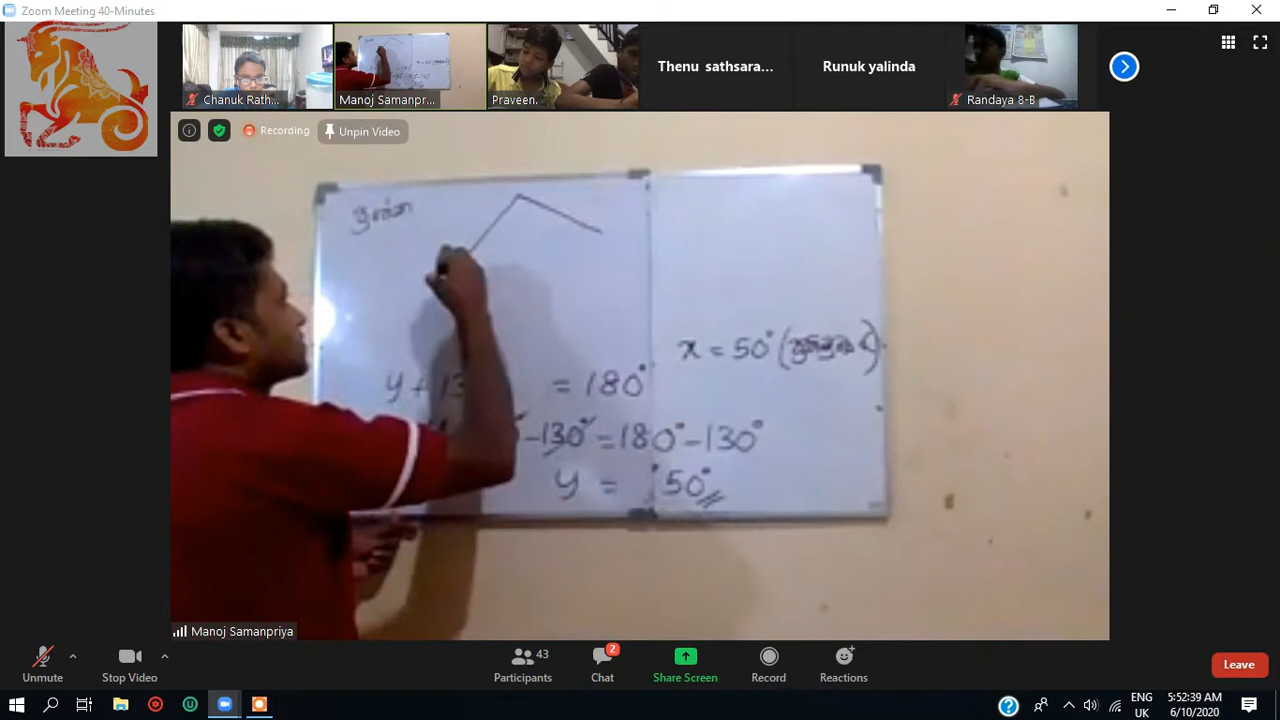 Zoom Meeting 40-Minutes
Chanuk Rath...
Manoj Samanpr...
Praveen.
Thenu sathsara...
Runuk yalinda
Randaya 8-B
Recording
Unpin Video
x = 50°
y + 13 = 180°
-130° = 180° - 130°
y = 50°
Manoj Samanpriya
Unmute
Stop Video
43
Participants
2
Chat
Share Screen
Record
Reactions
Leave
ENG
UK
5:52:39 AM
6/10/2020